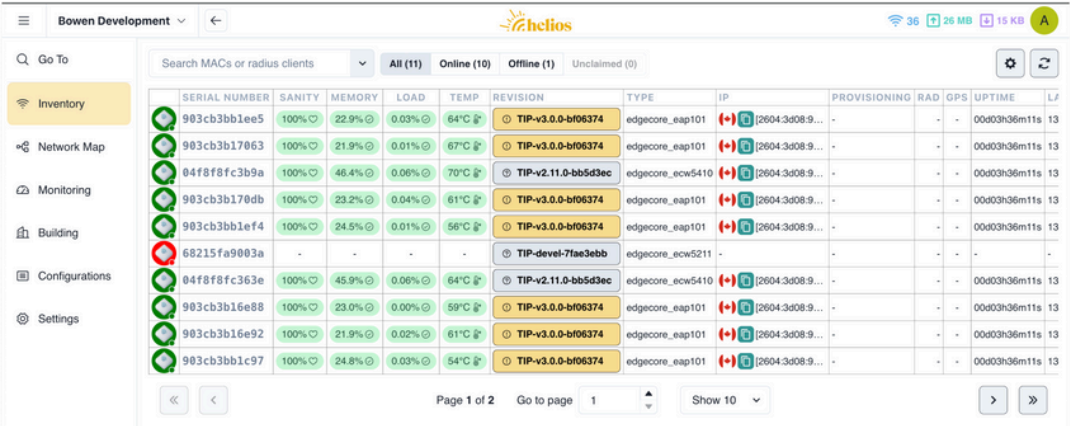 Bowen Development
helios
36 26 MB 15 KB A
Go To
Inventory
Network Map
Monitoring
Building
Configurations
Settings
Search MACs or radius clients All (11) Online (10) Offline (1) Unclaimed (0)
SERIAL NUMBER SANITY MEMORY LOAD TEMP REVISION TYPE IP PROVISIONING RAD GPS UPTIME LA
903cb3bb1ee5 100% 22.9% 0.03% 64°C TIP-v3.0.0-bf06374 edgecore_eap101 [2604:3d08:9... - - - 00d03h36m11s 13
903cb3b17063 100% 21.9% 0.01% 67°C TIP-v3.0.0-bf06374 edgecore_eap101 [2604:3d08:9... - - - 00d03h36m11s 13
04f8f8fc3b9a 100% 46.4% 0.06% 70°C TIP-v2.11.0-bb5d3ec edgecore_ecw5410 [2604:3d08:9... - - - 00d03h36m11s 13
903cb3b170db 100% 23.2% 0.04% 61°C TIP-v3.0.0-bf06374 edgecore_eap101 [2604:3d08:9... - - - 00d03h36m11s 13
903cb3bb1ef4 100% 24.5% 0.01% 56°C TIP-v3.0.0-bf06374 edgecore_eap101 [2604:3d08:9... - - - 00d03h36m11s 13
68215fa9003a - - - - TIP-devel-7fae3ebb edgecore_ecw5211 - - - - - -
04f8f8fc363e 100% 45.9% 0.06% 64°C TIP-v2.11.0-bb5d3ec edgecore_ecw5410 [2604:3d08:9... - - - 00d03h36m11s 13
903cb3b16e88 100% 23.0% 0.00% 59°C TIP-v3.0.0-bf06374 edgecore_eap101 [2604:3d08:9... - - - 00d03h36m11s 13
903cb3b16e92 100% 21.9% 0.02% 61°C TIP-v3.0.0-bf06374 edgecore_eap101 [2604:3d08:9... - - - 00d03h36m11s 13
903cb3bb1c97 100% 24.8% 0.03% 54°C TIP-v3.0.0-bf06374 edgecore_eap101 [2604:3d08:9... - - - 00d03h36m11s 13
Page 1 of 2 Go to page 1 Show 10